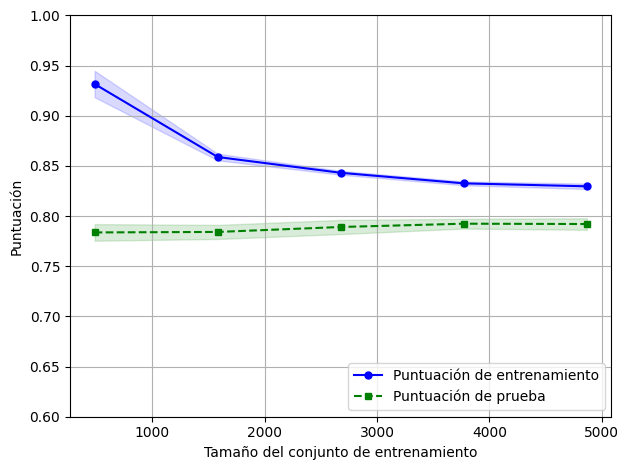 1.00
0.95
0.90
0.85
0.80
0.75
0.70
0.65
0.60
Puntuación
Puntuación de entrenamiento
Puntuación de prueba
1000 2000 3000 4000 5000
Tamaño del conjunto de entrenamiento